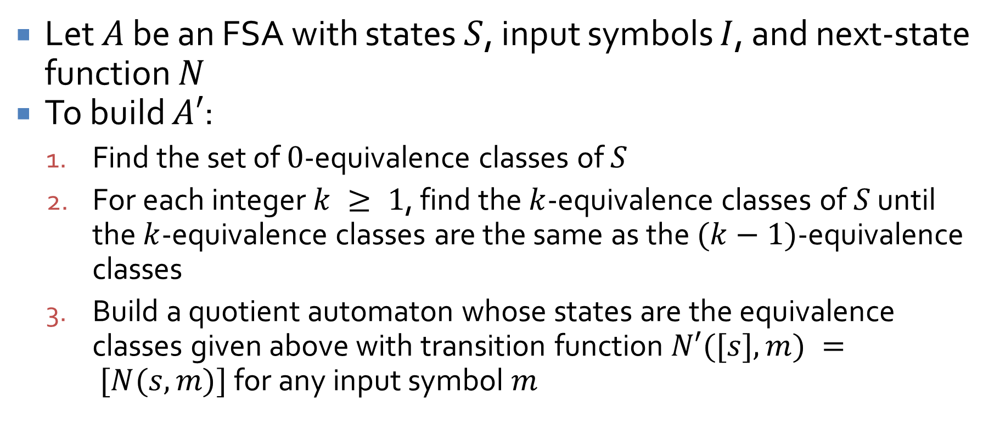 ▪ Let A be an FSA with states S, input symbols I, and next-state
function N
▪ To build A′:
1. Find the set of 0-equivalence classes of S
2. For each integer k ≥ 1, find the k-equivalence classes of S until
the k-equivalence classes are the same as the (k − 1)-equivalence
classes
3. Build a quotient automaton whose states are the equivalence
classes given above with transition function N′([s], m) =
[N(s, m)] for any input symbol m